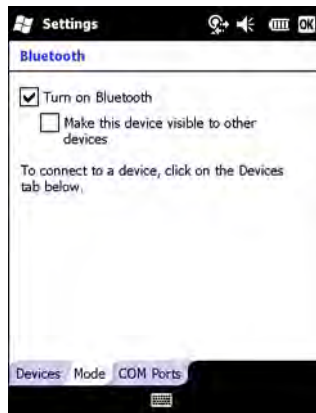 Settings
OK
Bluetooth
Turn on Bluetooth
Make this device visible to other
devices
To connect to a device, click on the Devices
tab below.
Devices Mode COM Ports